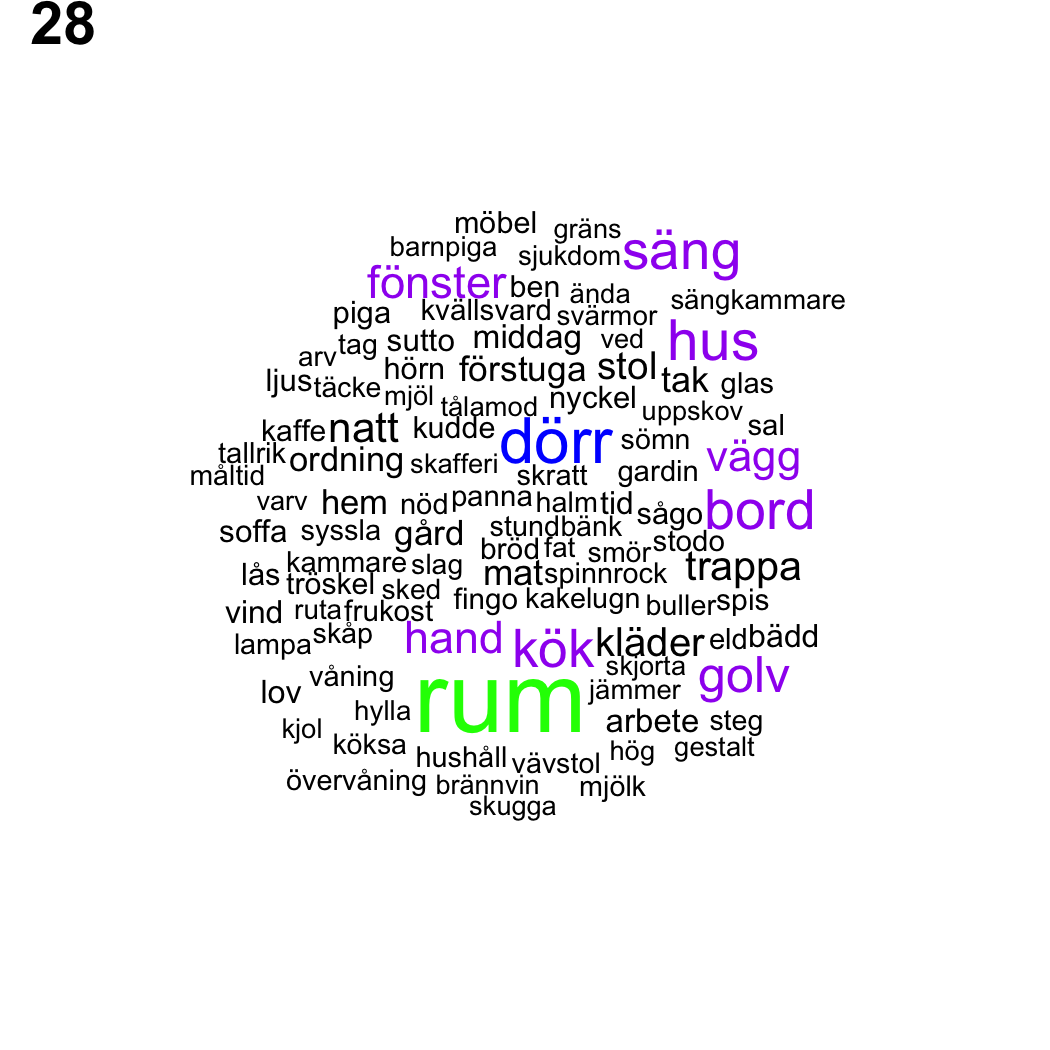 28
möbel gräns
barnpiga sjukdom säng
fönster ben ända sängkammare
piga kvällsvard svärmor
arv tag sutto middag ved hus
ljus täcke hörn förstuga stol tak glas
mjöl tålamod nyckel uppskov sal
kaffe natt kudde dörr sömn vägg
tallrik ordning skafferi gardin
måltid skratt
varv hem nöd panna halm tid sågo bord
soffa syssla gård stund bänk stodo
kammare slag bröd fat smör trappa
lås tröskel sked mat spinnrock
vind ruta frukost fingo kakelugn buller spis
lampa skåp hand kök kläder eld bädd
våning skjorta golv
lov rum jämmer
kjol hylla arbete steg
köksa hushåll vävstol hög gestalt
övervåning brännvin mjölk
skugga